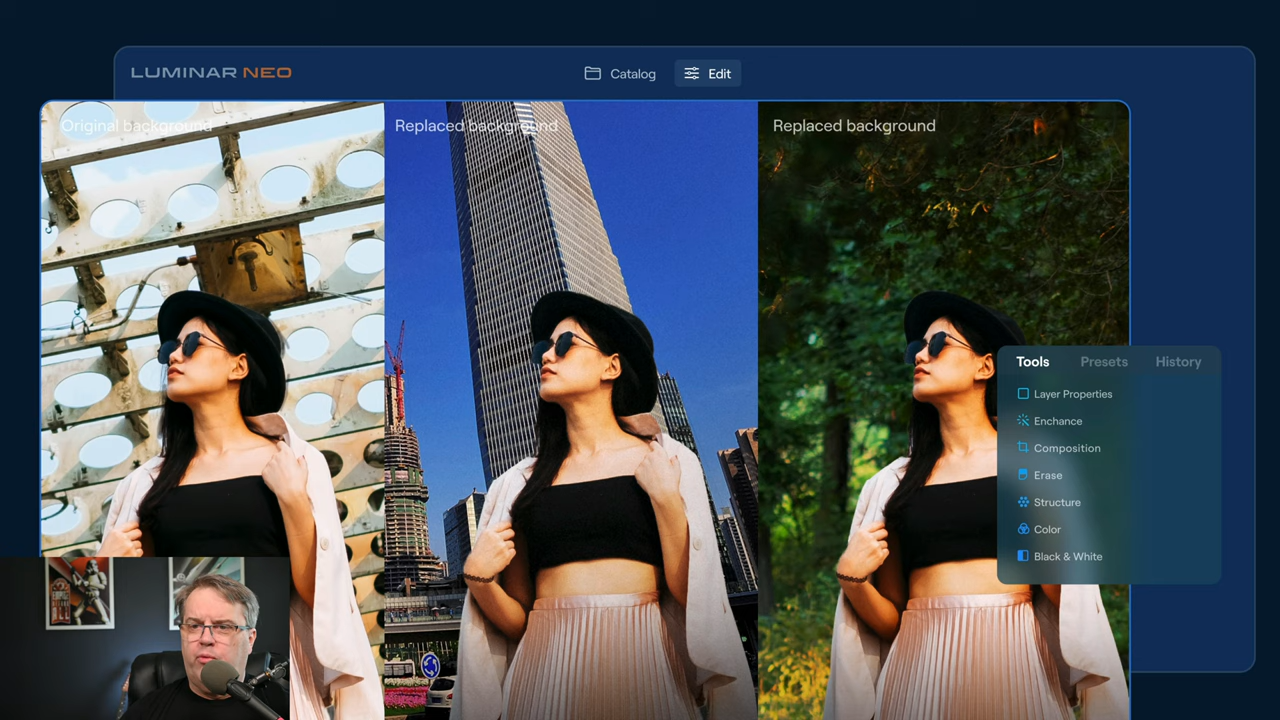 LUMINAR NEO
Catalog
Edit
Original background
Replaced background
Replaced background
Tools
Presets
History
Layer Properties
Enchance
Composition
Erase
Structure
Color
Black & White